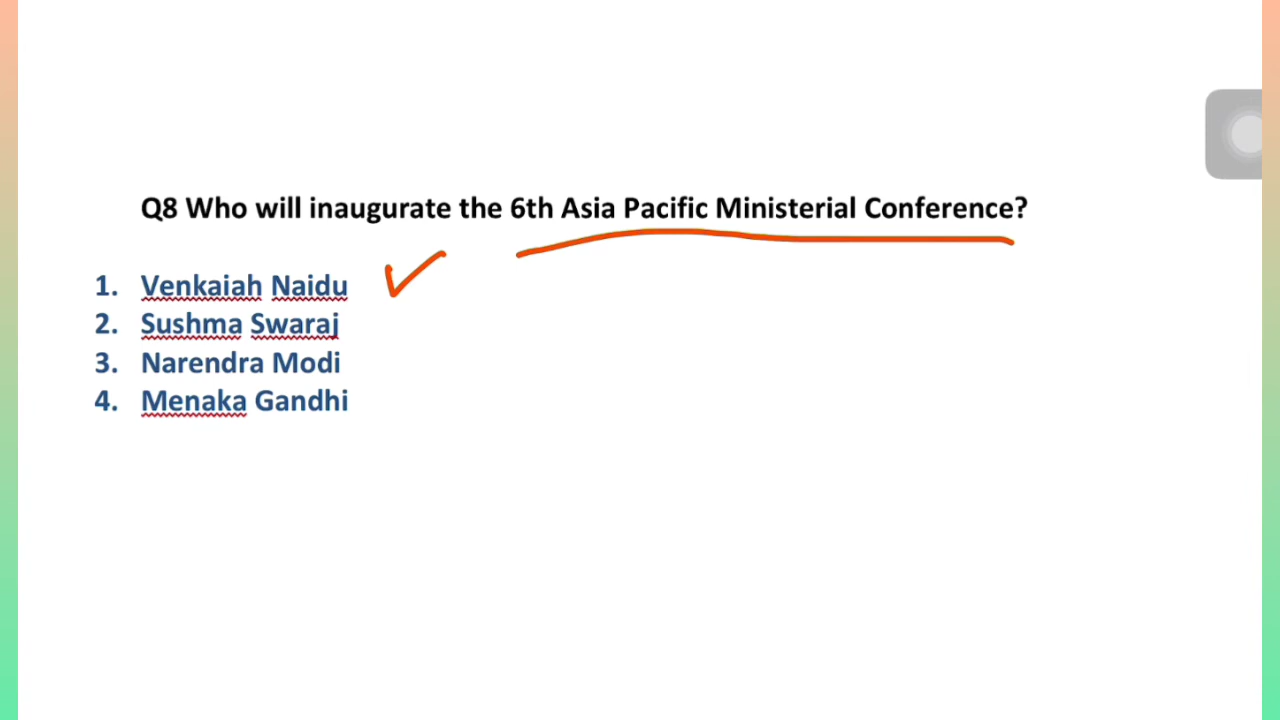 Q8 Who will inaugurate the 6th Asia Pacific Ministerial Conference?
1. Venkaiah Naidu
2. Sushma Swaraj
3. Narendra Modi
4. Menaka Gandhi